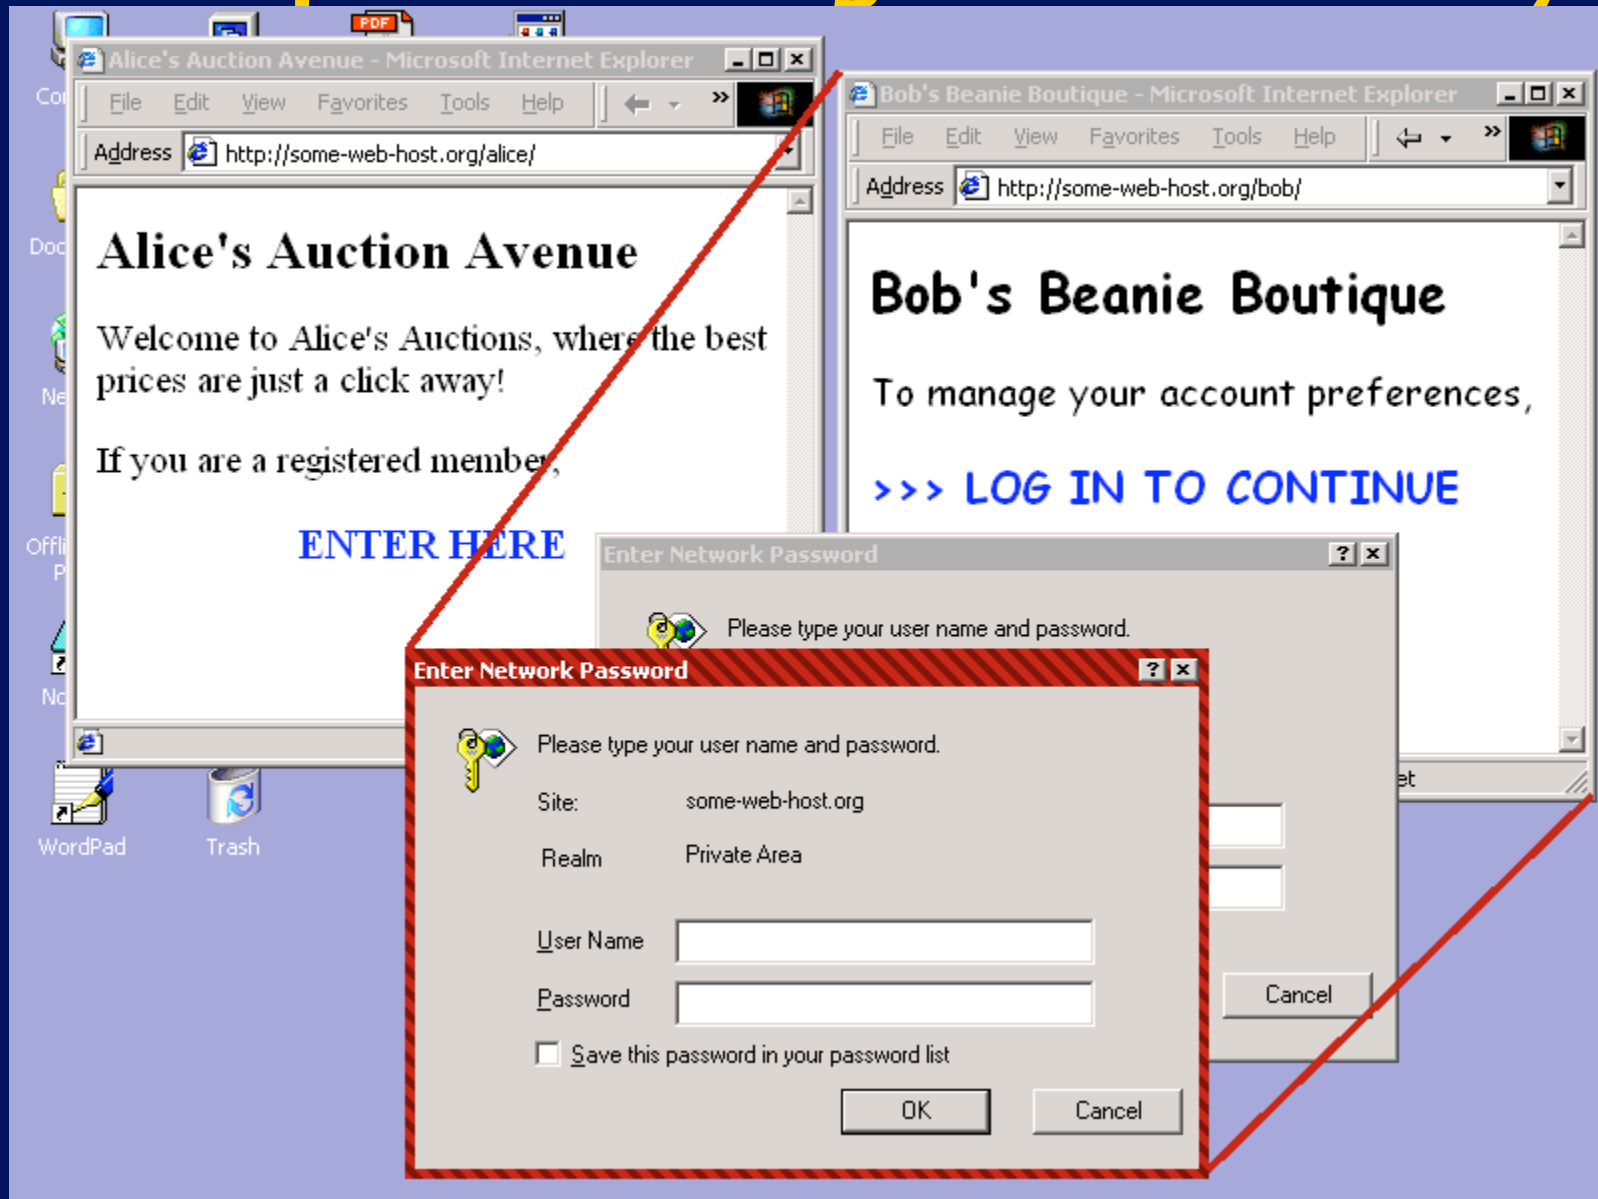 PDF
Alice's Auction Avenue - Microsoft Internet Explorer
File Edit View Favorites Tools Help »
Address http://some-web-host.org/alice/
Alice's Auction Avenue
Welcome to Alice's Auctions, where the best
prices are just a click away!
If you are a registered member,
ENTER HERE
Bob's Beanie Boutique - Microsoft Internet Explorer
File Edit View Favorites Tools Help »
Address http://some-web-host.org/bob/
Bob's Beanie Boutique
To manage your account preferences,
>>> LOG IN TO CONTINUE
Enter Network Password
Please type your user name and password.
Cancel
Enter Network Password
Please type your user name and password.
Site: some-web-host.org
Realm Private Area
User Name
Password
Save this password in your password list
OK Cancel
WordPad
Trash